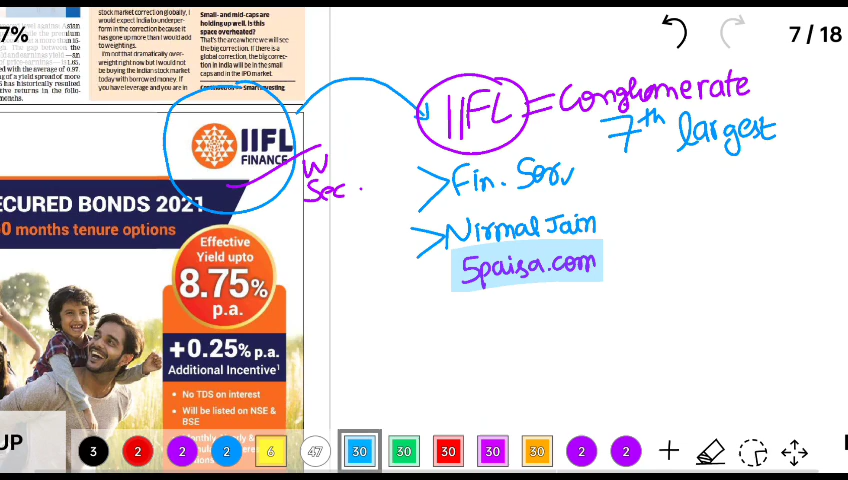 7%
7 / 18
stock market correction globally, I
would expect India to underper-
form in the correction because it
has gone up more than I would add
to weightings.
I'm not that dramatically over-
weight right now but I would not
be buying the Indian stock market
today with borrowed money. If
you have leverage and you are in
Small- and mid-caps are
holding up well. Is this
space overheated?
That's the area where we will see
the big correction. If there is a
global correction, the big correc-
tion in India will be in the small
caps and in the IPO market.
IIFL
FINANCE
IIFL = Conglomerate
7th largest
W
Sec.
> Fin. Serv
> Nirmal Jain
5paisa.com
ECURED BONDS 2021
0 months tenure options
Effective
Yield upto
8.75%
p.a.
+0.25% p.a.
Additional Incentive¹
• No TDS on interest
• Will be listed on NSE &
BSE
UP
3 2 2 2 6 47 30 30 30 30 30 2 2